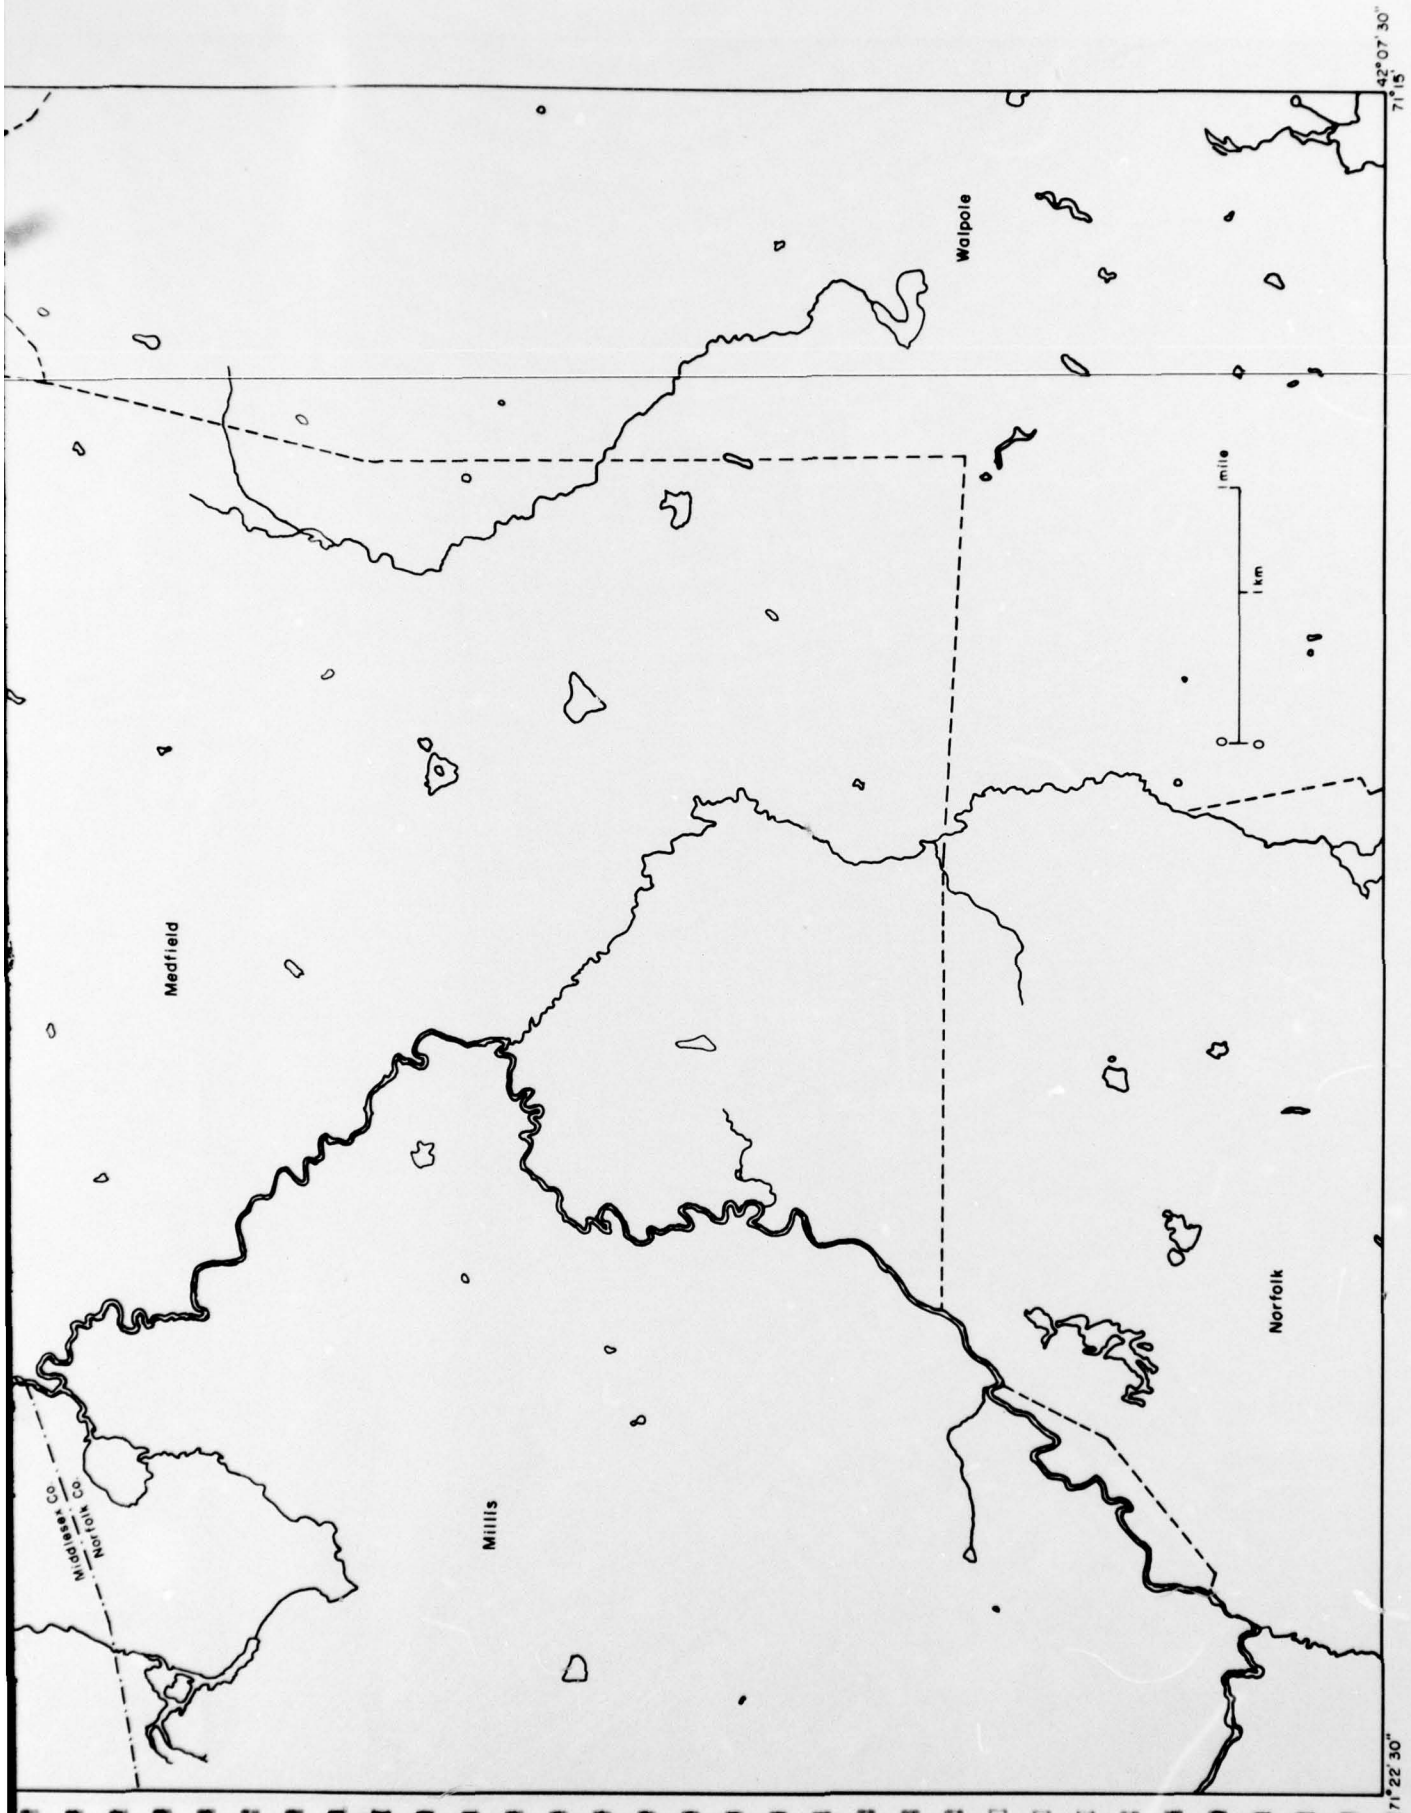 Middlesex Co.
Norfolk Co.
Medfield
Millis
Walpole
Norfolk
0
1 mile
0
1 km
71°22'30"
71°15'
42°07'30"